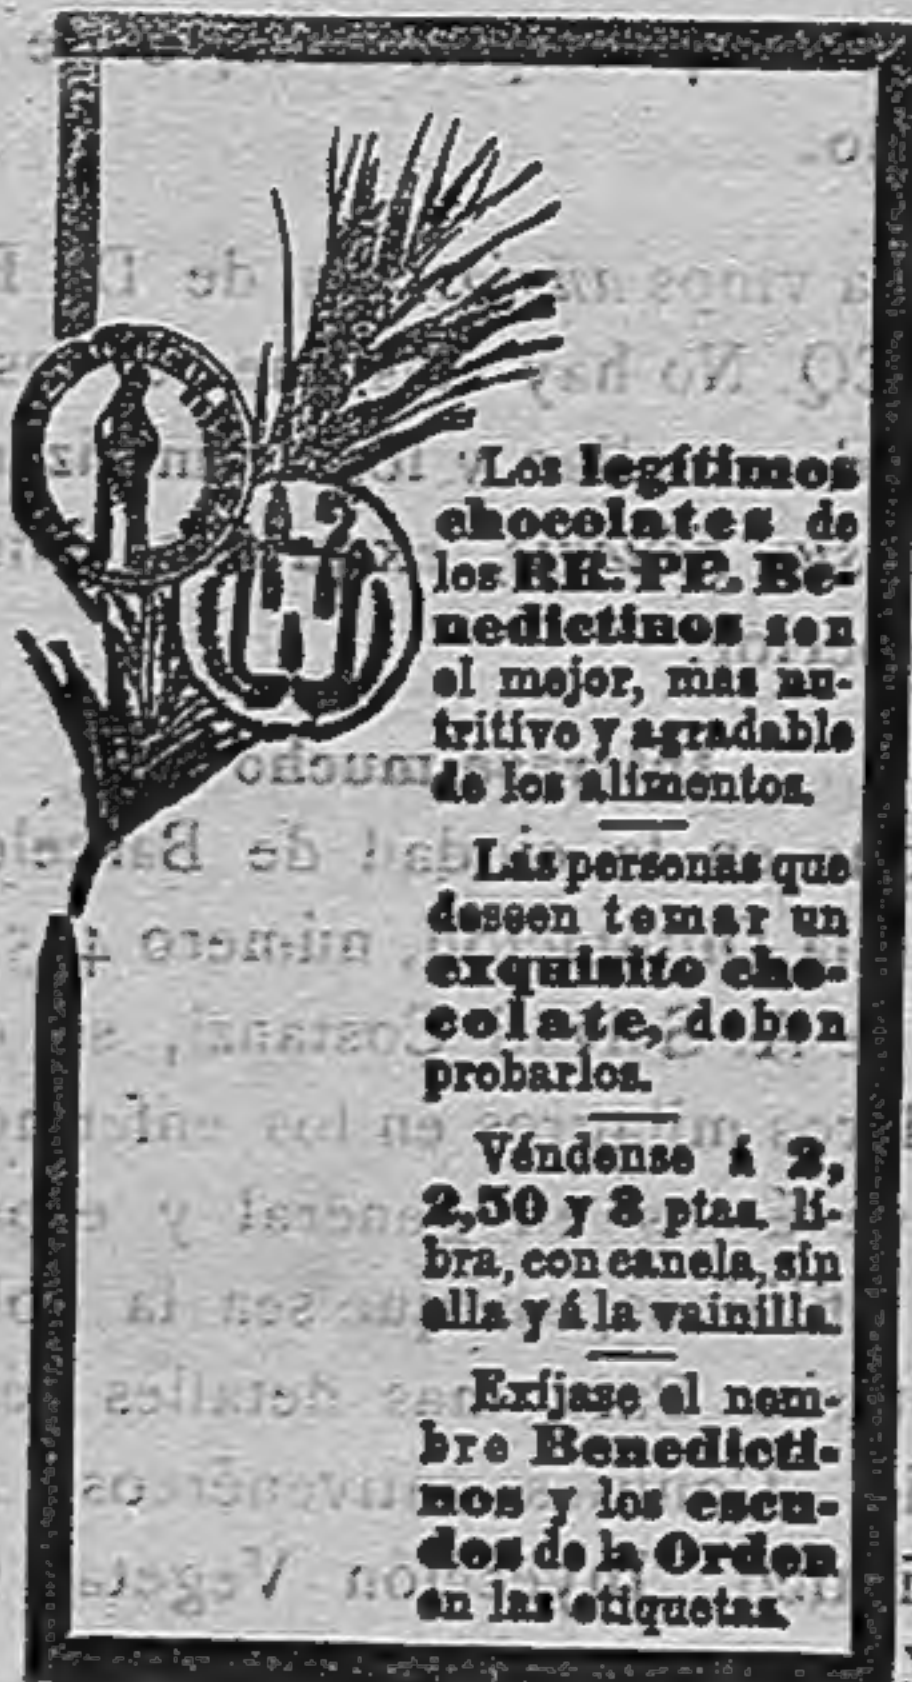 Los legítimos
chocolates de
los RR. PP. Be-
nedictinos son
el mejor, mas nu-
tritivo y agradable
de los alimentos.
Las personas que
deseen tomar un
exquisito cho-
colate, deben
probarlos.
Véndense á 2,
2,50 y 3 ptas. li-
bra, con canela, sin
ella y á la vainilla.
Exíjase el nom-
bre Benedicti-
nos y los escu-
dos de la Orden
en las etiquetas.